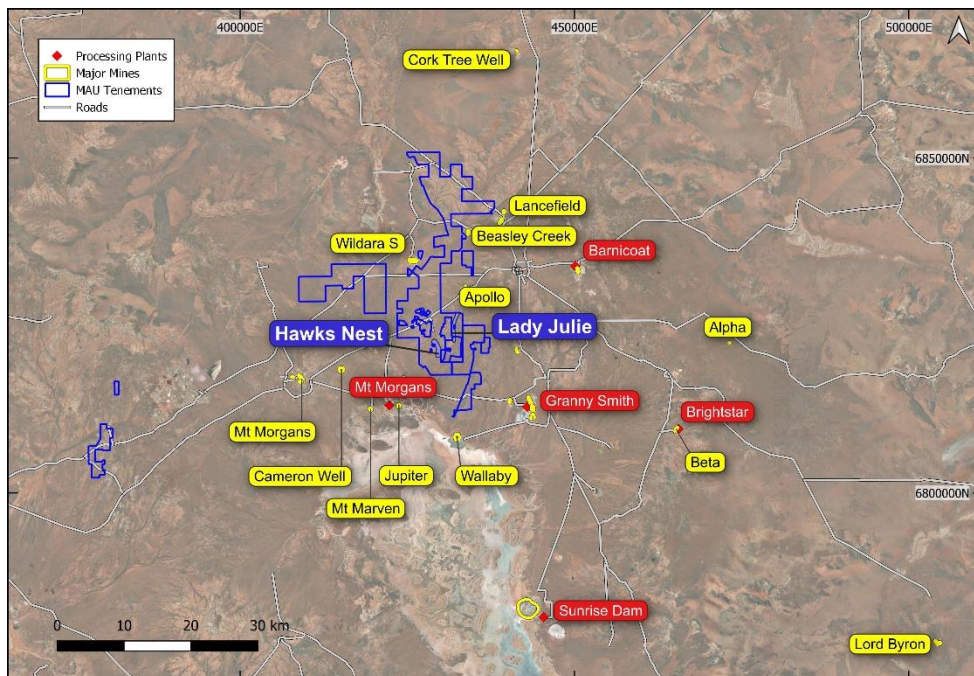 400000E
450000E
500000E
Processing Plants
Major Mines
MAU Tenements
Roads
Cork Tree Well
6850000N
Lancefield
Beasley Creek
Wildara S
Barnicoat
Apollo
Hawks Nest
Lady Julie
Alpha
Mt Morgans
Granny Smith
Brightstar
Mt Morgans
Cameron Well
Jupiter
Wallaby
Beta
Mt Marven
6800000N
Sunrise Dam
Lord Byron
0 10 20 30 km